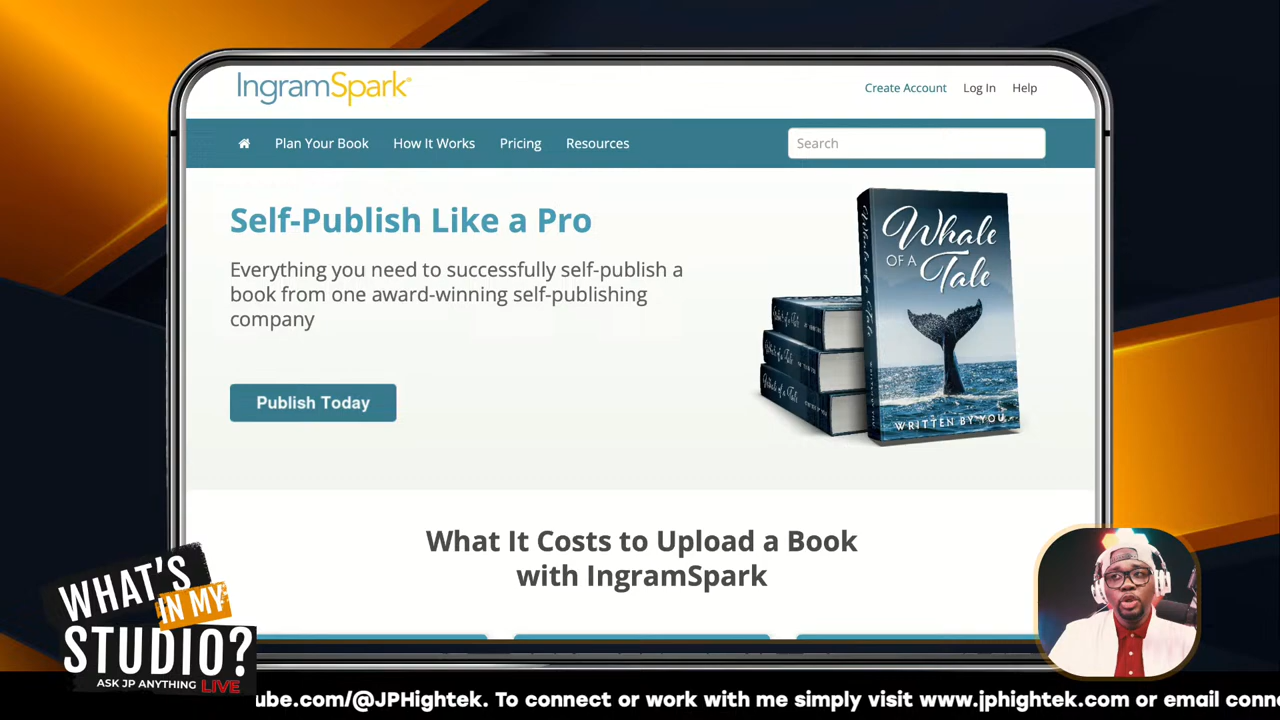 IngramSpark®
Create Account Log In Help
Plan Your Book How It Works Pricing Resources
Search
Self-Publish Like a Pro
Everything you need to successfully self-publish a
book from one award-winning self-publishing
company
Publish Today
Whale
OF A
Tale
WRITTEN BY YOU
What It Costs to Upload a Book
with IngramSpark
WHAT'S
IN MY
STUDIO?
ASK JP ANYTHING LIVE
ube.com/@JPHightek. To connect or work with me simply visit www.jphightek.com or email conn